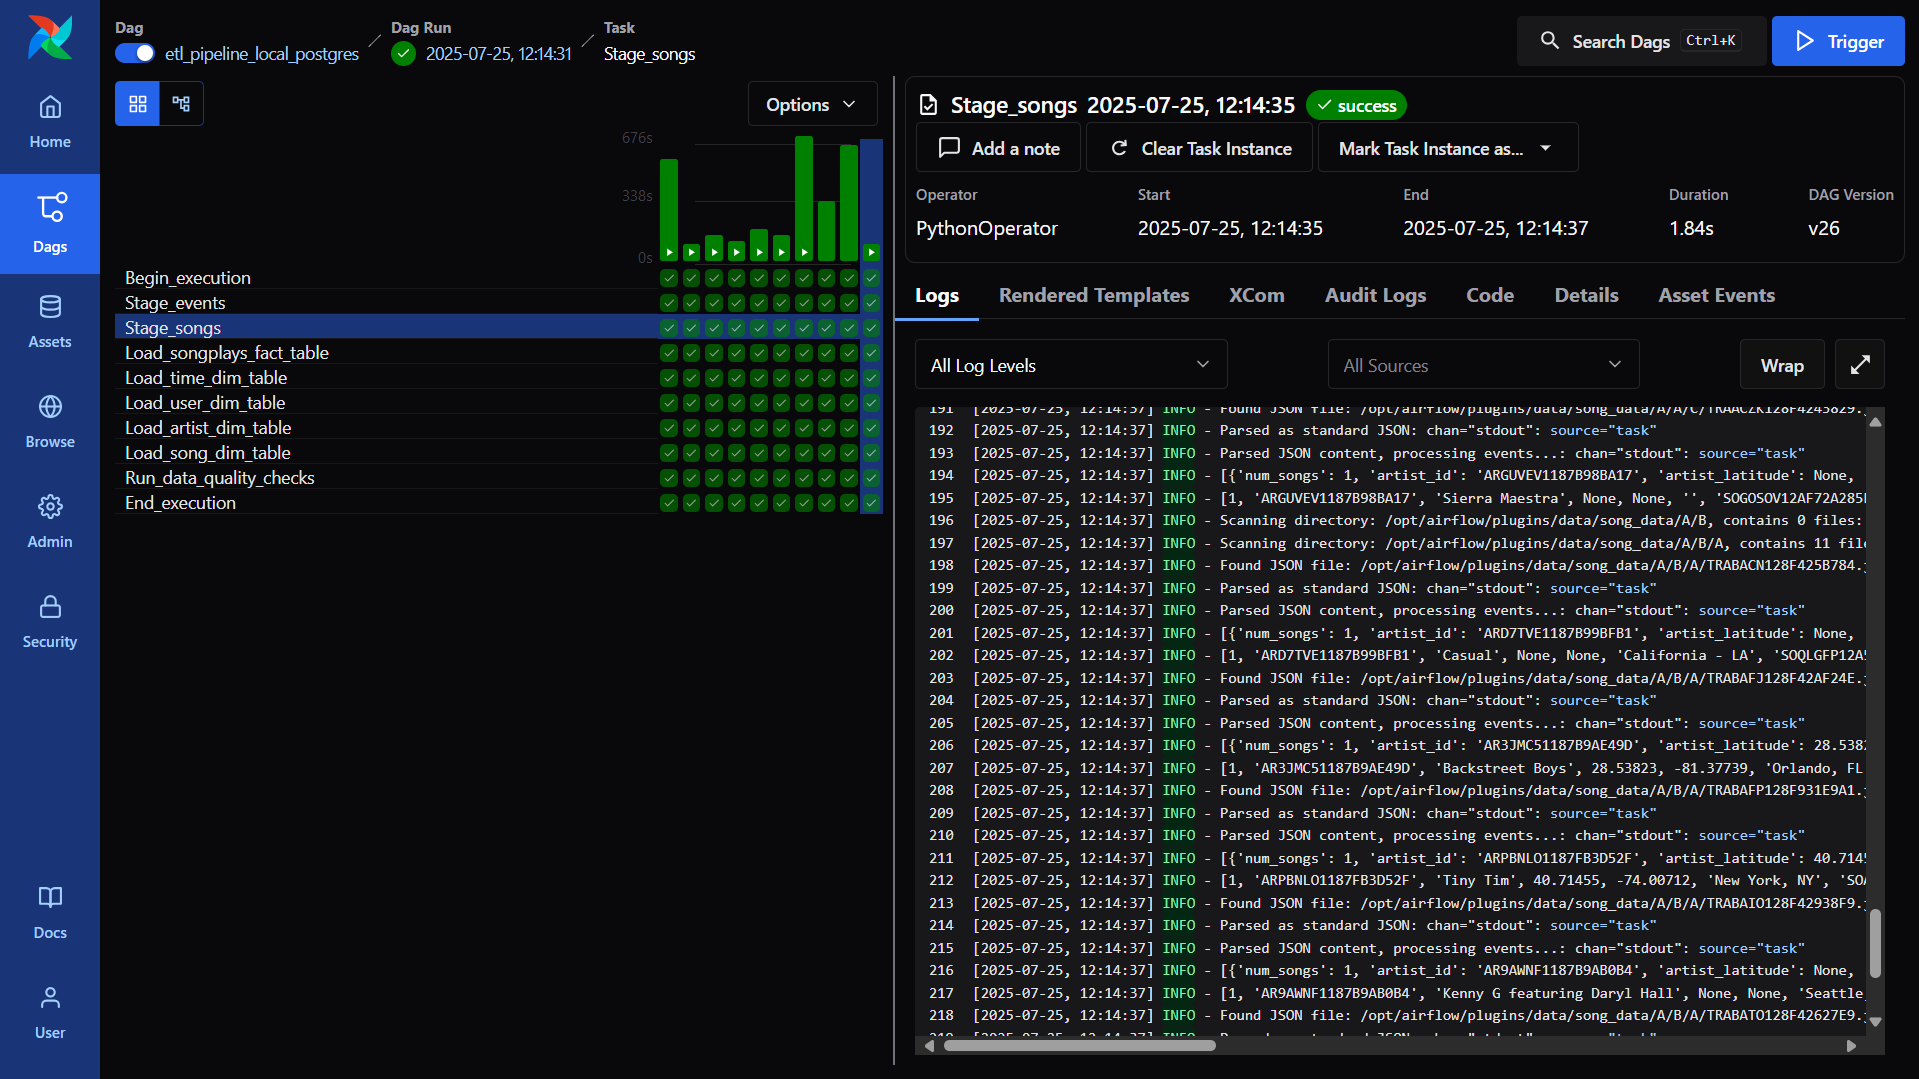 Dag
etl_pipeline_local_postgres
Dag Run
2025-07-25, 12:14:31
Task
Stage_songs
Search Dags Ctrl+K
Trigger
Home
Dags
Assets
Browse
Admin
Security
Docs
User
Options
676s
338s
0s
Begin_execution
Stage_events
Stage_songs
Load_songplays_fact_table
Load_time_dim_table
Load_user_dim_table
Load_artist_dim_table
Load_song_dim_table
Run_data_quality_checks
End_execution
Stage_songs 2025-07-25, 12:14:35 success
Add a note
Clear Task Instance
Mark Task Instance as...
Operator Start End Duration DAG Version
PythonOperator 2025-07-25, 12:14:35 2025-07-25, 12:14:37 1.84s v26
Logs Rendered Templates XCom Audit Logs Code Details Asset Events
All Log Levels All Sources Wrap
191 [2025-07-25, 12:14:37] INFO - Found JSON file: /opt/airflow/plugins/data/song_data/A/A/C/TRAACZK128F4243829.j
192 [2025-07-25, 12:14:37] INFO - Parsed as standard JSON: chan="stdout": source="task"
193 [2025-07-25, 12:14:37] INFO - Parsed JSON content, processing events...: chan="stdout": source="task"
194 [2025-07-25, 12:14:37] INFO - [{'num_songs': 1, 'artist_id': 'ARGUVEV1187B98BA17', 'artist_latitude': None,
195 [2025-07-25, 12:14:37] INFO - [1, 'ARGUVEV1187B98BA17', 'Sierra Maestra', None, None, '', 'SOGOSOV12AF72A285
196 [2025-07-25, 12:14:37] INFO - Scanning directory: /opt/airflow/plugins/data/song_data/A/B, contains 0 files:
197 [2025-07-25, 12:14:37] INFO - Scanning directory: /opt/airflow/plugins/data/song_data/A/B/A, contains 11 file
198 [2025-07-25, 12:14:37] INFO - Found JSON file: /opt/airflow/plugins/data/song_data/A/B/A/TRABACN128F425B784.j
199 [2025-07-25, 12:14:37] INFO - Parsed as standard JSON: chan="stdout": source="task"
200 [2025-07-25, 12:14:37] INFO - Parsed JSON content, processing events...: chan="stdout": source="task"
201 [2025-07-25, 12:14:37] INFO - [{'num_songs': 1, 'artist_id': 'ARD7TVE1187B99BFB1', 'artist_latitude': None,
202 [2025-07-25, 12:14:37] INFO - [1, 'ARD7TVE1187B99BFB1', 'Casual', None, None, 'California - LA', 'SOQLGFP12A5
203 [2025-07-25, 12:14:37] INFO - Found JSON file: /opt/airflow/plugins/data/song_data/A/B/A/TRABAFJ128F42AF24E.j
204 [2025-07-25, 12:14:37] INFO - Parsed as standard JSON: chan="stdout": source="task"
205 [2025-07-25, 12:14:37] INFO - Parsed JSON content, processing events...: chan="stdout": source="task"
206 [2025-07-25, 12:14:37] INFO - [{'num_songs': 1, 'artist_id': 'AR3JMC51187B9AE49D', 'artist_latitude': 28.5382
207 [2025-07-25, 12:14:37] INFO - [1, 'AR3JMC51187B9AE49D', 'Backstreet Boys', 28.53823, -81.37739, 'Orlando, FL
208 [2025-07-25, 12:14:37] INFO - Found JSON file: /opt/airflow/plugins/data/song_data/A/B/A/TRABAFP128F931E9A1.j
209 [2025-07-25, 12:14:37] INFO - Parsed as standard JSON: chan="stdout": source="task"
210 [2025-07-25, 12:14:37] INFO - Parsed JSON content, processing events...: chan="stdout": source="task"
211 [2025-07-25, 12:14:37] INFO - [{'num_songs': 1, 'artist_id': 'ARPBNLO1187FB3D52F', 'artist_latitude': 40.7145
212 [2025-07-25, 12:14:37] INFO - [1, 'ARPBNLO1187FB3D52F', 'Tiny Tim', 40.71455, -74.00712, 'New York, NY', 'SOA
213 [2025-07-25, 12:14:37] INFO - Found JSON file: /opt/airflow/plugins/data/song_data/A/B/A/TRABAIO128F42938F9.j
214 [2025-07-25, 12:14:37] INFO - Parsed as standard JSON: chan="stdout": source="task"
215 [2025-07-25, 12:14:37] INFO - Parsed JSON content, processing events...: chan="stdout": source="task"
216 [2025-07-25, 12:14:37] INFO - [{'num_songs': 1, 'artist_id': 'AR9AWNF1187B9AB0B4', 'artist_latitude': None,
217 [2025-07-25, 12:14:37] INFO - [1, 'AR9AWNF1187B9AB0B4', 'Kenny G featuring Daryl Hall', None, None, 'Seattle,
218 [2025-07-25, 12:14:37] INFO - Found JSON file: /opt/airflow/plugins/data/song_data/A/B/A/TRABATO128F42627E9.j